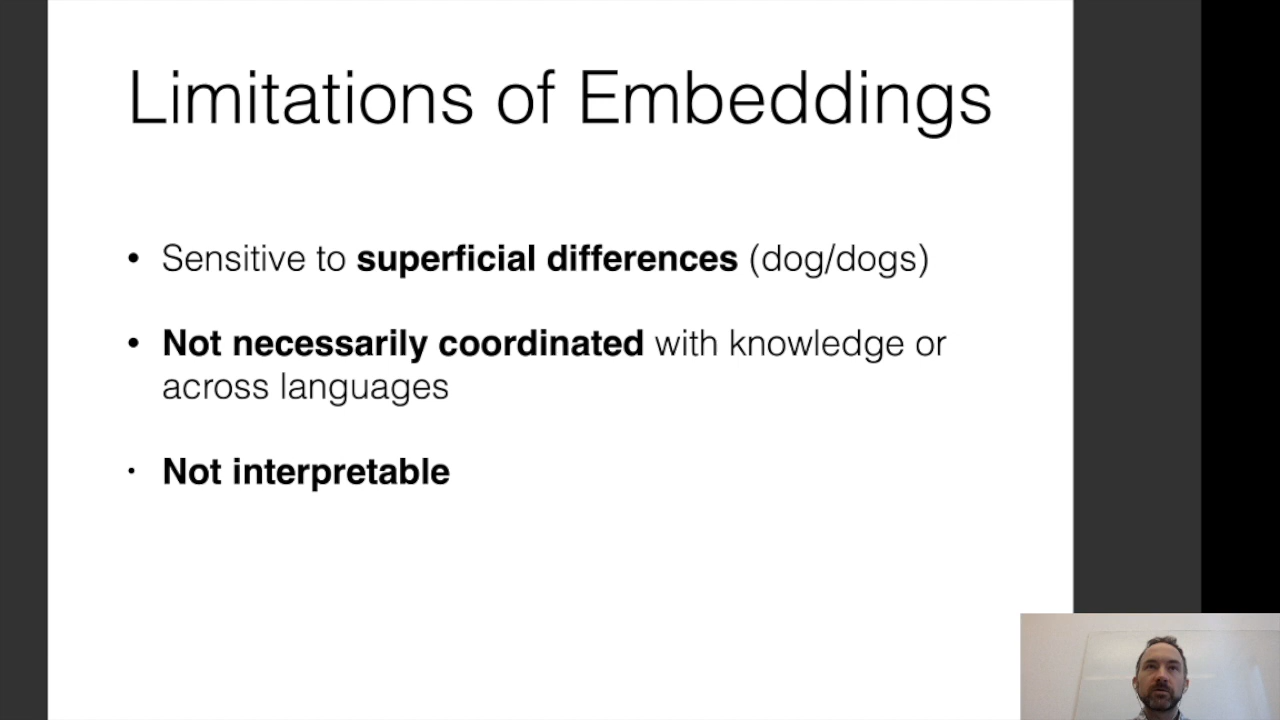 Limitations of Embeddings
• Sensitive to superficial differences (dog/dogs)
• Not necessarily coordinated with knowledge or
across languages
• Not interpretable